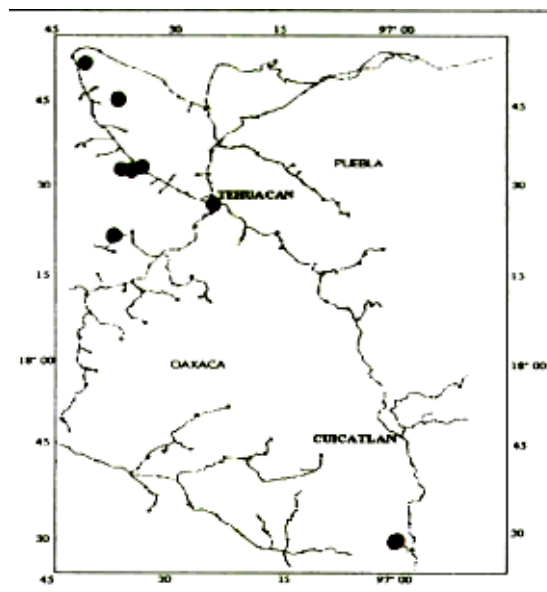 45 30 15 97° 00
45 45
PUEBLA
30 TEHUACAN 30
15 15
18° 00 OAXACA 18° 00
45 CUICATLAN 45
30 30
45 30 15 97° 00